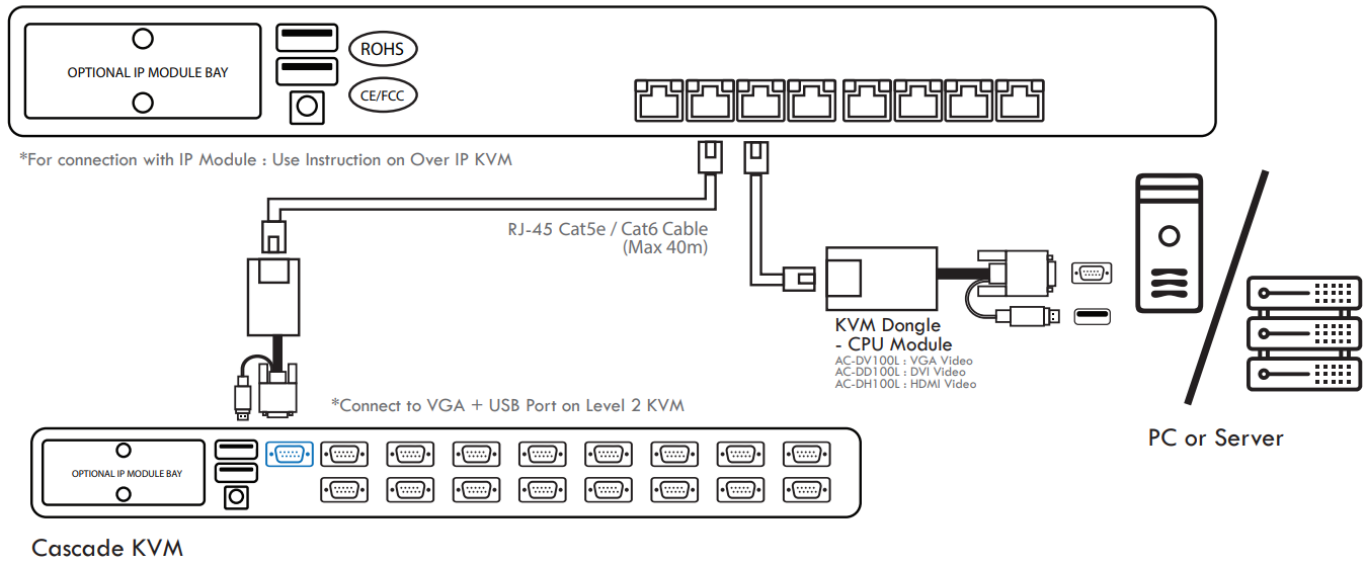 OPTIONAL IP MODULE BAY
ROHS
CE/FCC
*For connection with IP Module : Use Instruction on Over IP KVM
RJ-45 Cat5e / Cat6 Cable
(Max 40m)
KVM Dongle
- CPU Module
AC-DV100L : VGA Video
AC-DD100L : DVI Video
AC-DH100L : HDMI Video
PC or Server
*Connect to VGA + USB Port on Level 2 KVM
OPTIONAL IP MODULE BAY
Cascade KVM